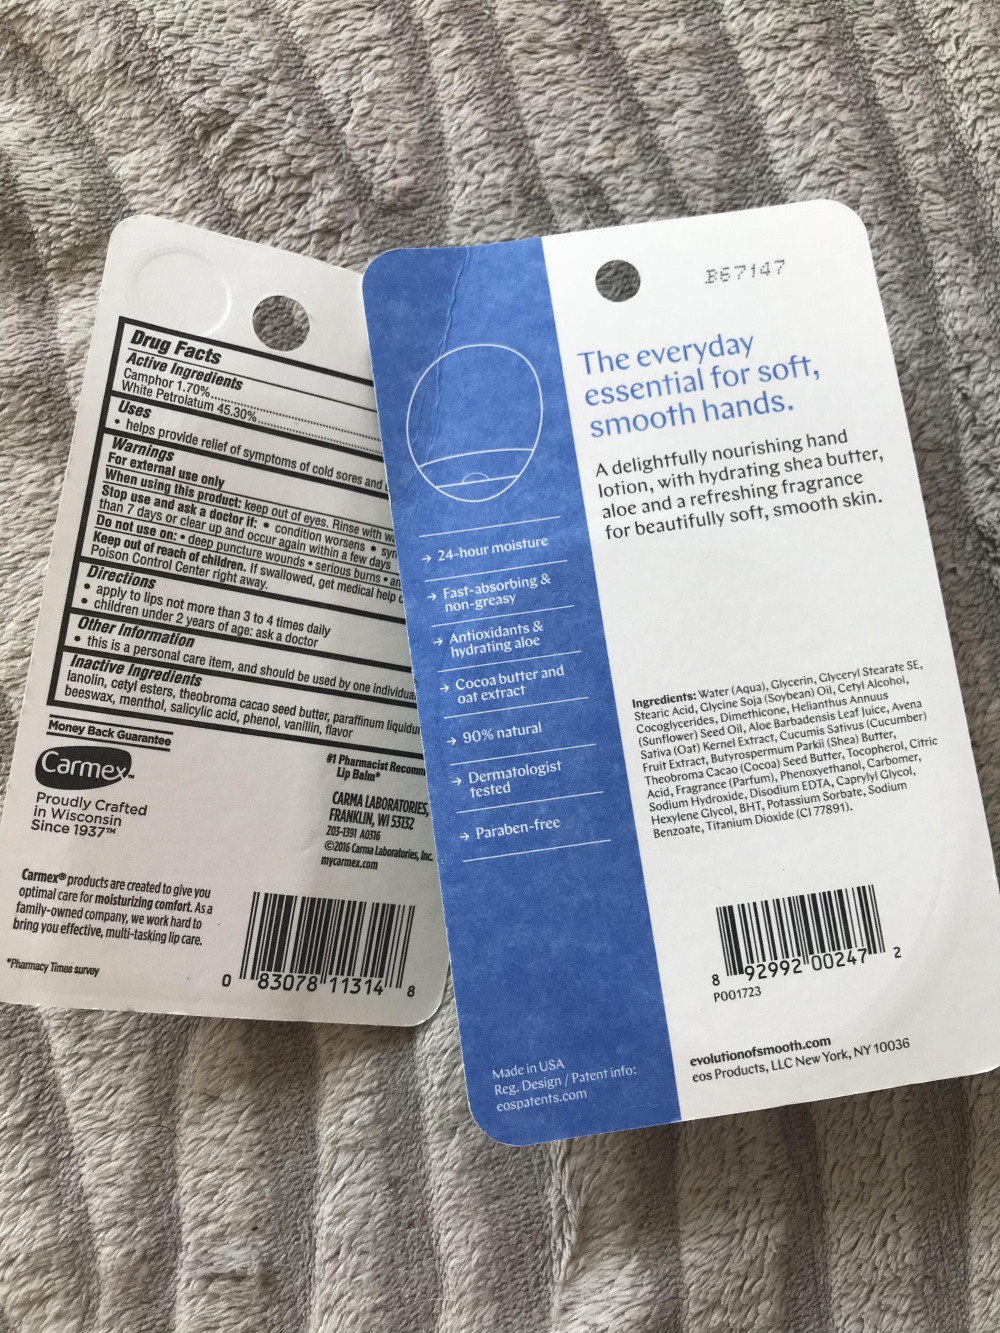 Drug Facts
Active Ingredients
Camphor 1.70%
White Petrolatum 45.30%
Uses
• helps provide relief of symptoms of cold sores and
Warnings
For external use only
When using this product: keep out of eyes. Rinse with
Stop use and ask a doctor if: • condition worsens •
than 7 days or clear up and occur again within a few days
Do not use on: • deep puncture wounds • serious burns •
Keep out of reach of children. If swallowed, get medical help
Poison Control Center right away.
Directions
• apply to lips not more than 3 to 4 times daily
• children under 2 years of age: ask a doctor
Other Information
• this is a personal care item, and should be used by one
Inactive Ingredients
lanolin, cetyl esters, theobroma cacao seed butter, paraffinum
beeswax, menthol, salicylic acid, phenol, vanillin, flavor
Money Back Guarantee
Carmex™
Proudly Crafted
in Wisconsin
Since 1937™
#1 Pharmacist
Lip Balm*
CARMA LABORATORIES,
FRANKLIN, WI 53132
Z03-1391 A0316
©2016 Carma Laboratories, Inc.
mycarmex.com
Carmex® products are created to give you
optimal care for moisturizing comfort. As a
family-owned company, we work hard to
bring you effective, multi-tasking lip care.
*Pharmacy Times survey
0 83078 11314 8
→ 24-hour moisture
→ Fast-absorbing &
non-greasy
→ Antioxidants &
hydrating aloe
→ Cocoa butter and
oat extract
→ 90% natural
→ Dermatologist
tested
→ Paraben-free
Made in USA
Reg. Design / Patent info:
eospatents.com
B67147
The everyday
essential for soft,
smooth hands.
A delightfully nourishing hand
lotion, with hydrating shea butter,
aloe and a refreshing fragrance
for beautifully soft, smooth skin.
Ingredients: Water (Aqua), Glycerin, Glyceryl Stearate SE,
Stearic Acid, Glycine Soja (Soybean) Oil, Cetyl Alcohol,
Cocoglycerides, Dimethicone, Helianthus Annuus
(Sunflower) Seed Oil, Aloe Barbadensis Leaf Juice, Avena
Sativa (Oat) Kernel Extract, Cucumis Sativus (Cucumber)
Fruit Extract, Butyrospermum Parkii (Shea) Butter,
Theobroma Cacao (Cocoa) Seed Butter, Tocopherol, Citric
Acid, Fragrance (Parfum), Phenoxyethanol, Carbomer,
Sodium Hydroxide, Disodium EDTA, Caprylyl Glycol,
Hexylene Glycol, BHT, Potassium Sorbate, Sodium
Benzoate, Titanium Dioxide (CI 77891).
8 92992 00247 2
P001723
evolutionofsmooth.com
eos Products, LLC New York, NY 10036